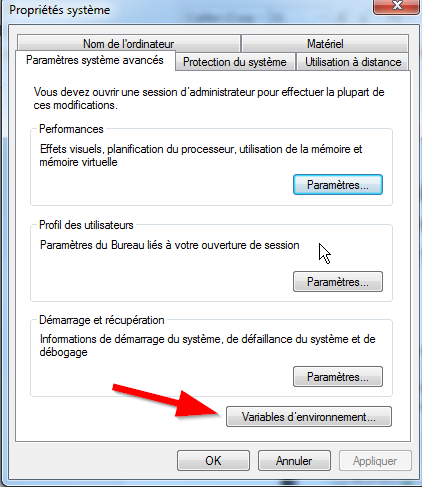 Propriétés système
Nom de l'ordinateur
Matériel
Paramètres système avancés
Protection du système
Utilisation à distance
Vous devez ouvrir une session d'administrateur pour effectuer la plupart de
ces modifications.
Performances
Effets visuels, planification du processeur, utilisation de la mémoire et
mémoire virtuelle
Paramètres...
Profil des utilisateurs
Paramètres du Bureau liés à votre ouverture de session
Paramètres...
Démarrage et récupération
Informations de démarrage du système, de défaillance du système et de
débogage
Paramètres...
Variables d'environnement...
OK
Annuler
Appliquer